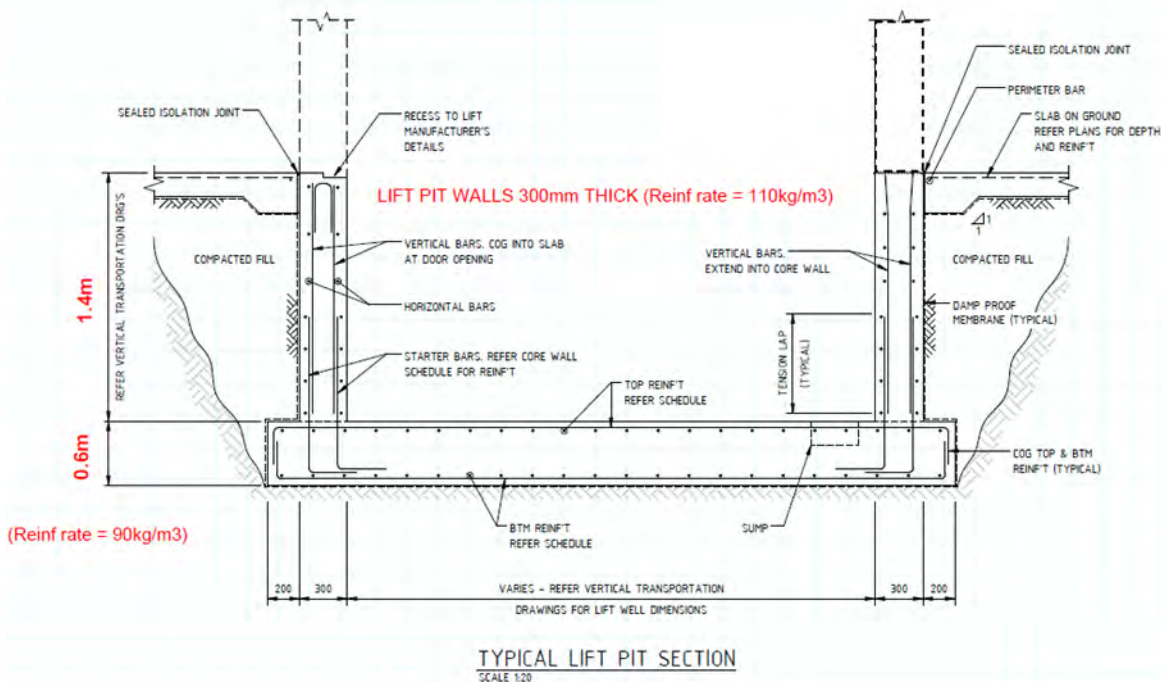 SEALED ISOLATION JOINT
PERIMETER BAR
SLAB ON GROUND
REFER PLANS FOR DEPTH
AND REINF'T
SEALED ISOLATION JOINT
RECESS TO LIFT
MANUFACTURER'S
DETAILS
LIFT PIT WALLS 300mm THICK (Reinf rate = 110kg/m3)
1
1
REFER VERTICAL TRANSPORTATION DRG'S
1.4m
COMPACTED FILL
VERTICAL BARS. COG INTO SLAB
AT DOOR OPENING
VERTICAL BARS.
EXTEND INTO CORE WALL
COMPACTED FILL
HORIZONTAL BARS
DAMP PROOF
MEMBRANE (TYPICAL)
TENSION LAP
(TYPICAL)
STARTER BARS. REFER CORE WALL
SCHEDULE FOR REINF'T
TOP REINF'T
REFER SCHEDULE
0.6m
COG TOP & BTM
REINF'T (TYPICAL)
(Reinf rate = 90kg/m3)
BTM REINF'T
REFER SCHEDULE
SUMP
200
300
VARIES - REFER VERTICAL TRANSPORTATION
DRAWINGS FOR LIFT WELL DIMENSIONS
300
200
TYPICAL LIFT PIT SECTION
SCALE 1:20